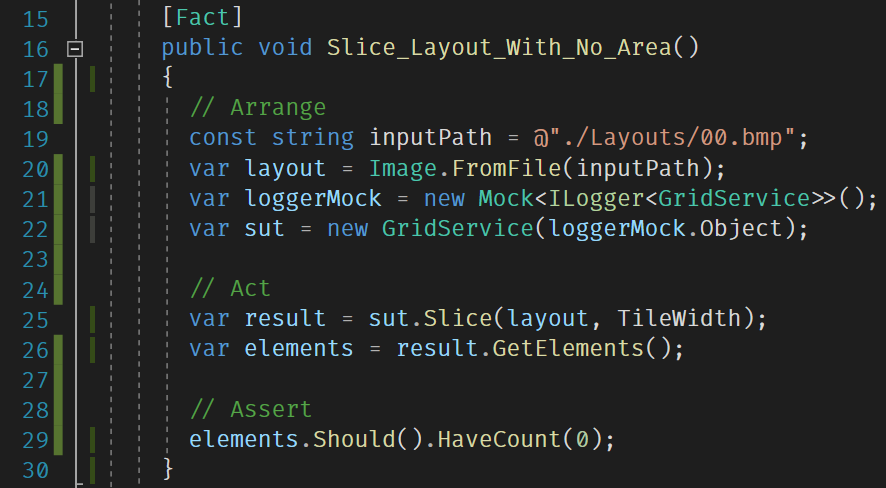 15 [Fact]
16 public void Slice_Layout_With_No_Area()
17 {
18 // Arrange
19 const string inputPath = @"./Layouts/00.bmp";
20 var layout = Image.FromFile(inputPath);
21 var loggerMock = new Mock<ILogger<GridService>>();
22 var sut = new GridService(loggerMock.Object);
23
24 // Act
25 var result = sut.Slice(layout, TileWidth);
26 var elements = result.GetElements();
27
28 // Assert
29 elements.Should().HaveCount(0);
30 }